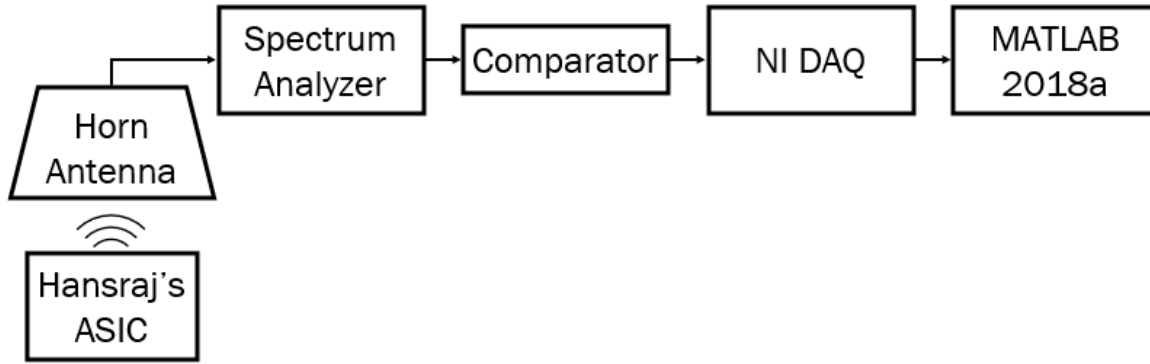 Spectrum
Analyzer
Comparator
NI DAQ
MATLAB
2018a
Horn
Antenna
Hansraj’s
ASIC